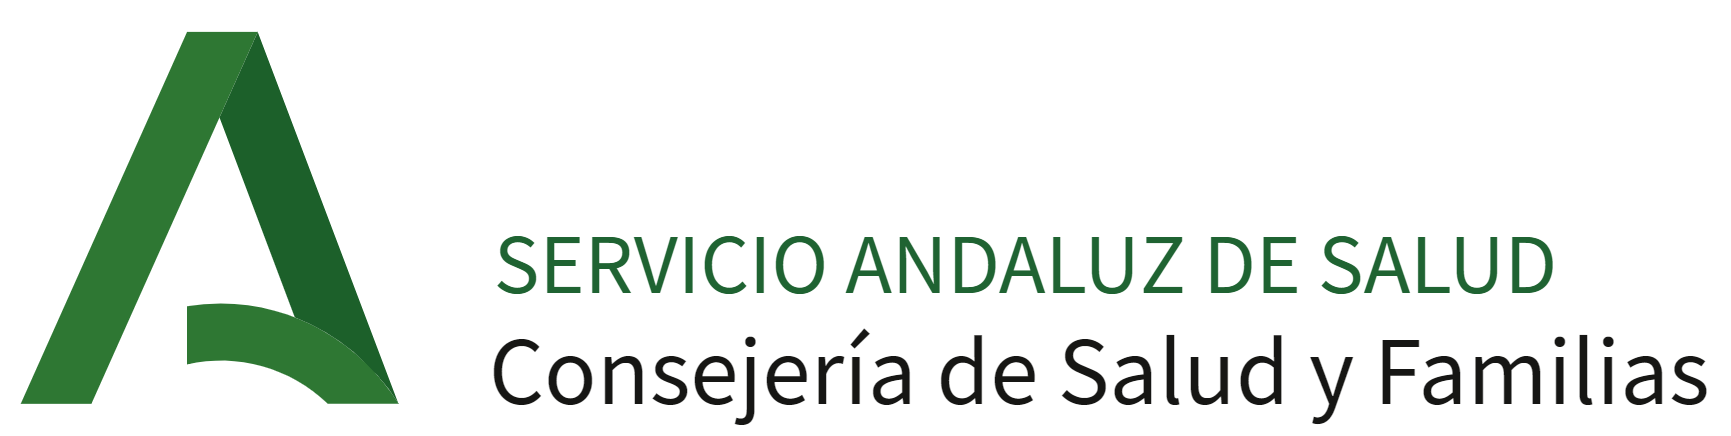 SERVICIO ANDALUZ DE SALUD
Consejería de Salud y Familias